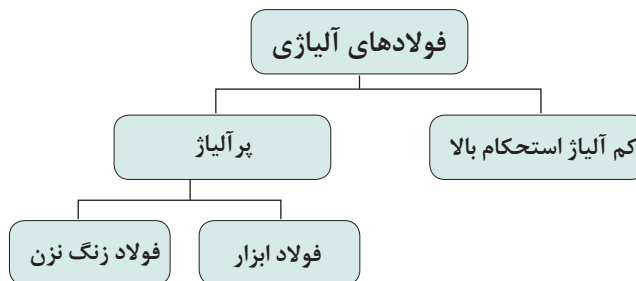 فولادهای آلیاژی
کم آلیاژ استحکام بالا
پرآلیاژ
فولاد ابزار
فولاد زنگ نزن